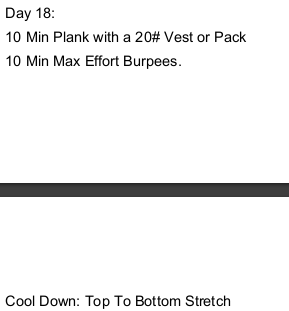 Day 18:
10 Min Plank with a 20# Vest or Pack
10 Min Max Effort Burpees.
Cool Down: Top To Bottom Stretch